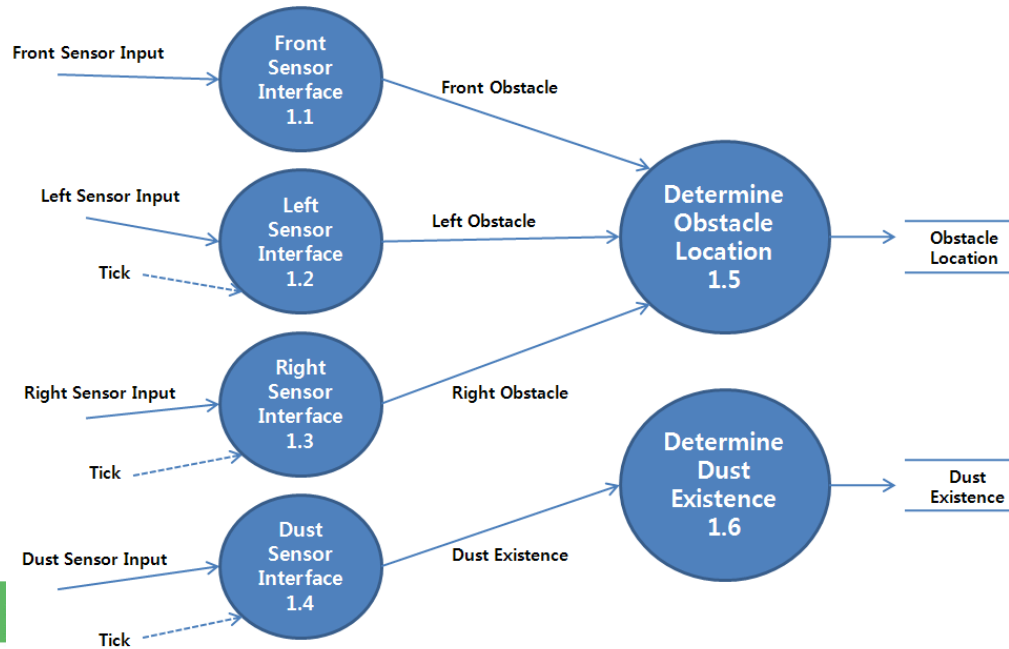 Front Sensor Input
Front
Sensor
Interface
1.1
Front Obstacle
Left Sensor Input
Tick
Left
Sensor
Interface
1.2
Left Obstacle
Determine
Obstacle
Location
1.5
Obstacle
Location
Right Sensor Input
Tick
Right
Sensor
Interface
1.3
Right Obstacle
Determine
Dust
Existence
1.6
Dust
Existence
Dust Sensor Input
Tick
Dust
Sensor
Interface
1.4
Dust Existence